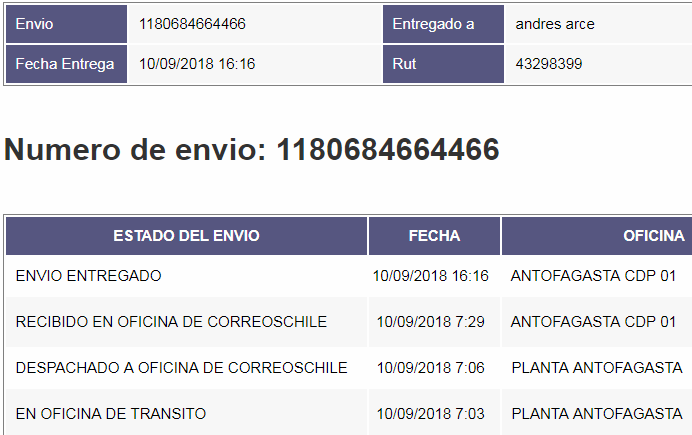 Envio 1180684664466 Entregado a andres arce
Fecha Entrega 10/09/2018 16:16 Rut 43298399
Numero de envio: 1180684664466
ESTADO DEL ENVIO FECHA OFICINA
ENVIO ENTREGADO 10/09/2018 16:16 ANTOFAGASTA CDP 01
RECIBIDO EN OFICINA DE CORREOSCHILE 10/09/2018 7:29 ANTOFAGASTA CDP 01
DESPACHADO A OFICINA DE CORREOSCHILE 10/09/2018 7:06 PLANTA ANTOFAGASTA
EN OFICINA DE TRANSITO 10/09/2018 7:03 PLANTA ANTOFAGASTA